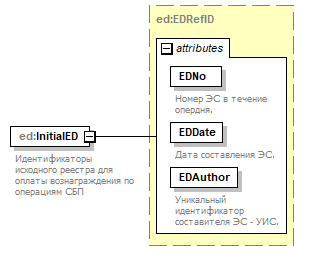 ed:EDRefID
attributes
EDNo
Номер ЭС в течение
опердня.
ed:InitialED
EDDate
Идентификаторы
исходного реестра для
оплаты вознаграждения по
операциям СБП
Дата составления ЭС.
EDAuthor
Уникальный
идентификатор
составителя ЭС - УИС.